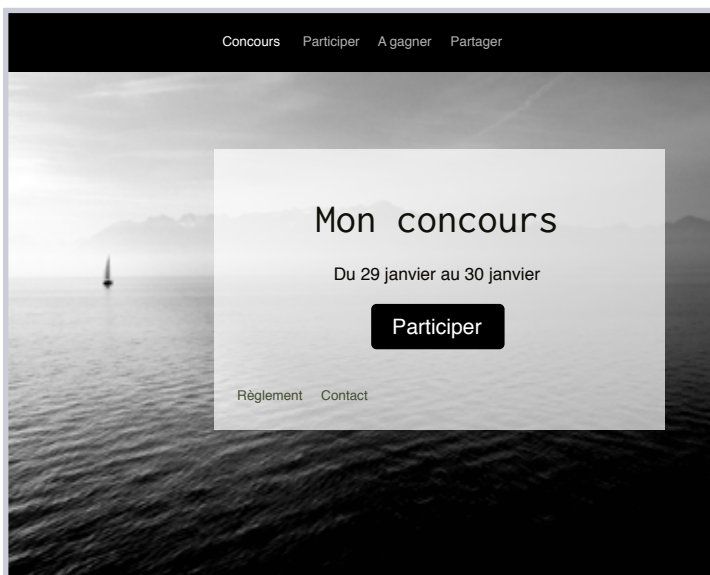 Concours Participer A gagner Partager
Mon concours
Du 29 janvier au 30 janvier
Participer
Règlement Contact